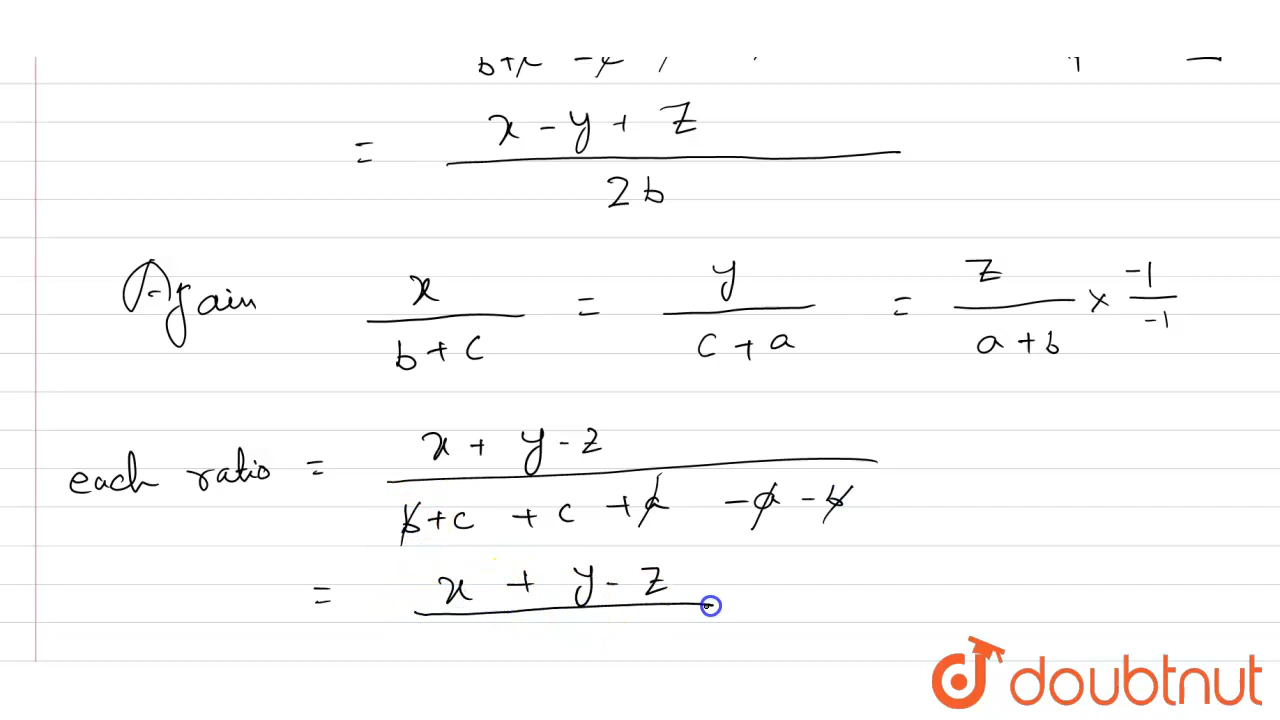 = (x - y + z) / 2b
Again x / (b + c) = y / (c + a) = z / (a + b) × -1 / -1
each ratio = (x + y - z) / (b + c + c + a - a - b)
= x + y - z
doubtnut